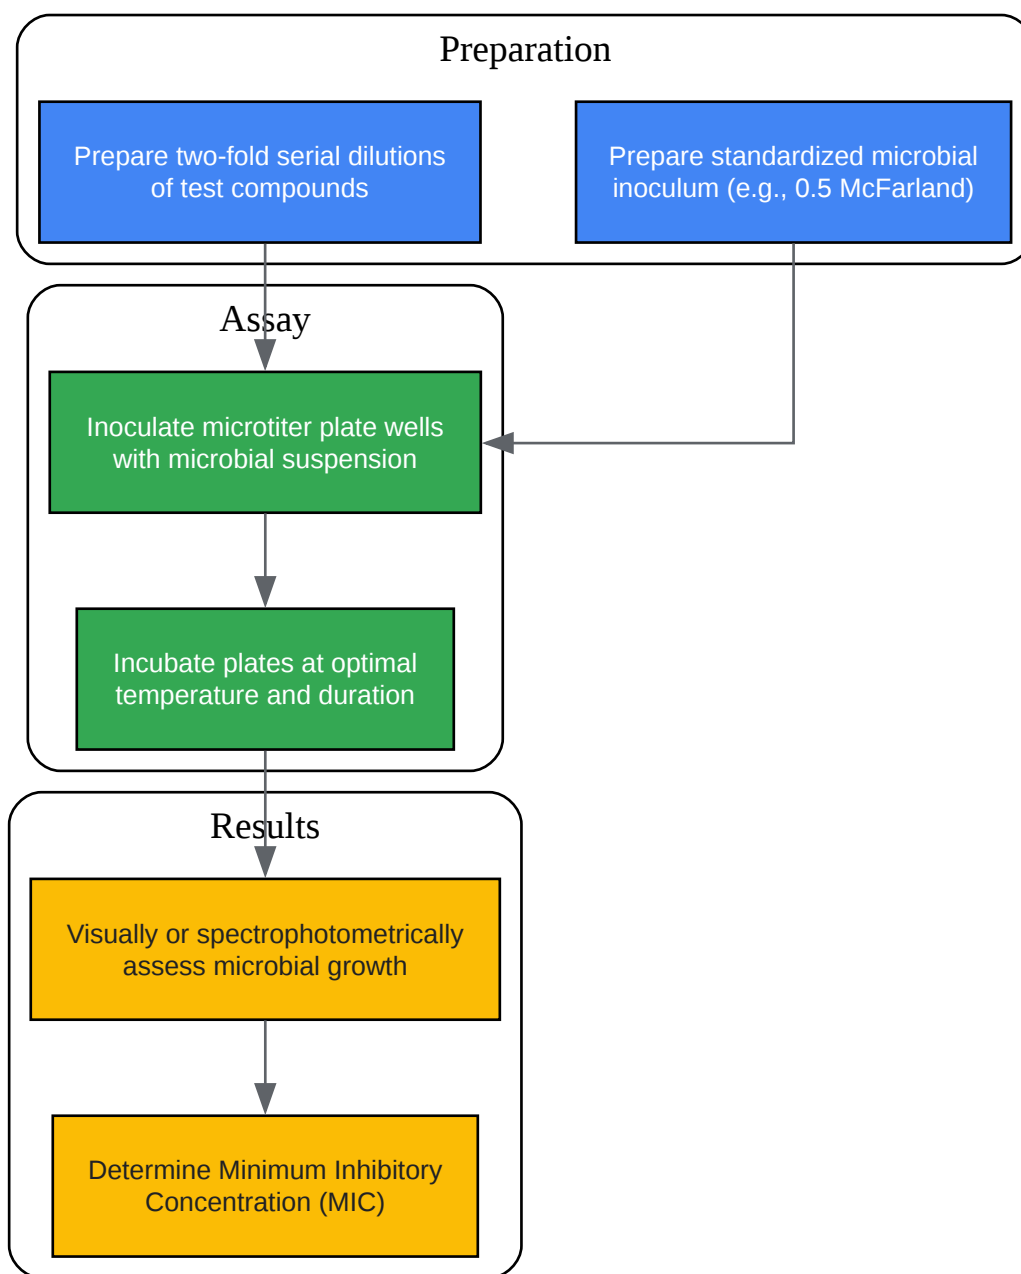 Preparation
Prepare two-fold serial dilutions
of test compounds
Prepare standardized microbial
inoculum (e.g., 0.5 McFarland)
Assay
Inoculate microtiter plate wells
with microbial suspension
Incubate plates at optimal
temperature and duration
Results
Visually or spectrophotometrically
assess microbial growth
Determine Minimum Inhibitory
Concentration (MIC)